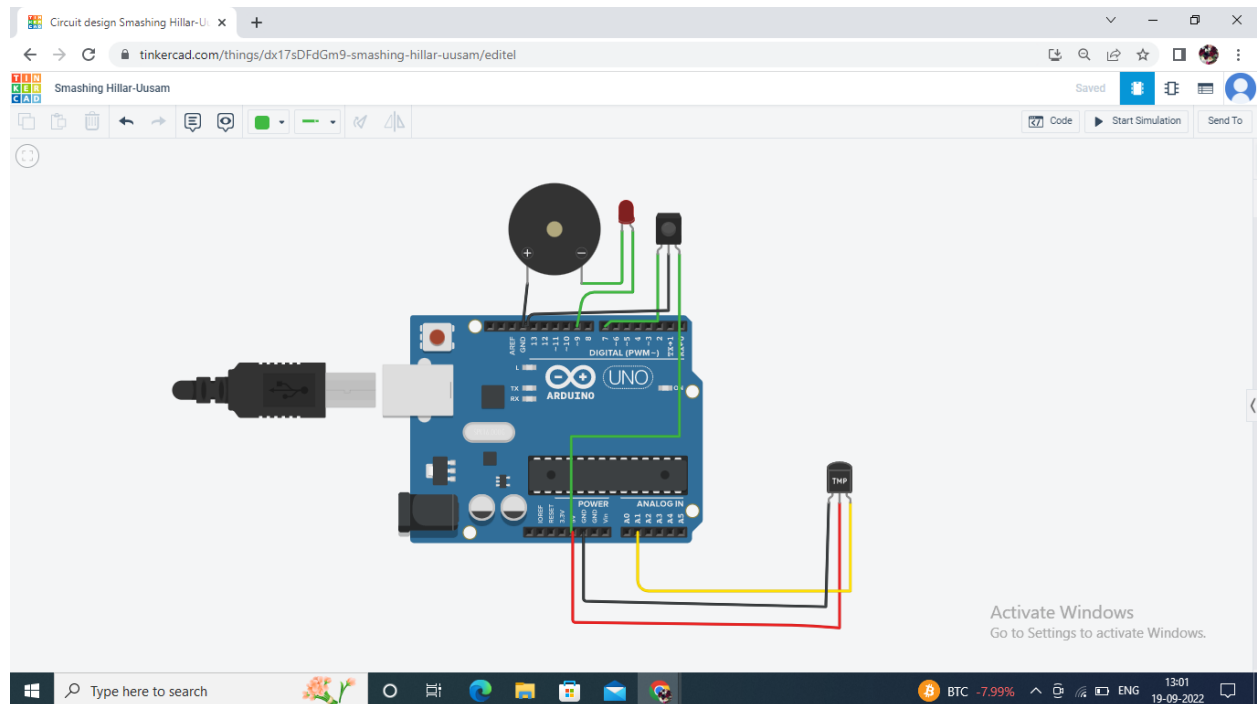 Circuit design Smashing Hillar-Uu
tinkercad.com/things/dx17sDFdGm9-smashing-hillar-uusam/editel
TIN
KER
CAD
Smashing Hillar-Uusam
Saved
Code
Start Simulation
Send To
+ −
AREF
GND
13
12
~11
~10
~9
8
7
~6
~5
4
~3
2
TX→1
DIGITAL (PWM~)
L
TX
RX
ARDUINO
UNO
ON
TMP
POWER
ANALOG IN
IOREF
RESET
3.3V
GND
GND
Vin
A0
A1
A2
A3
A4
A5
Activate Windows
Go to Settings to activate Windows.
Type here to search
BTC -7.99%
ENG
13:01
19-09-2022